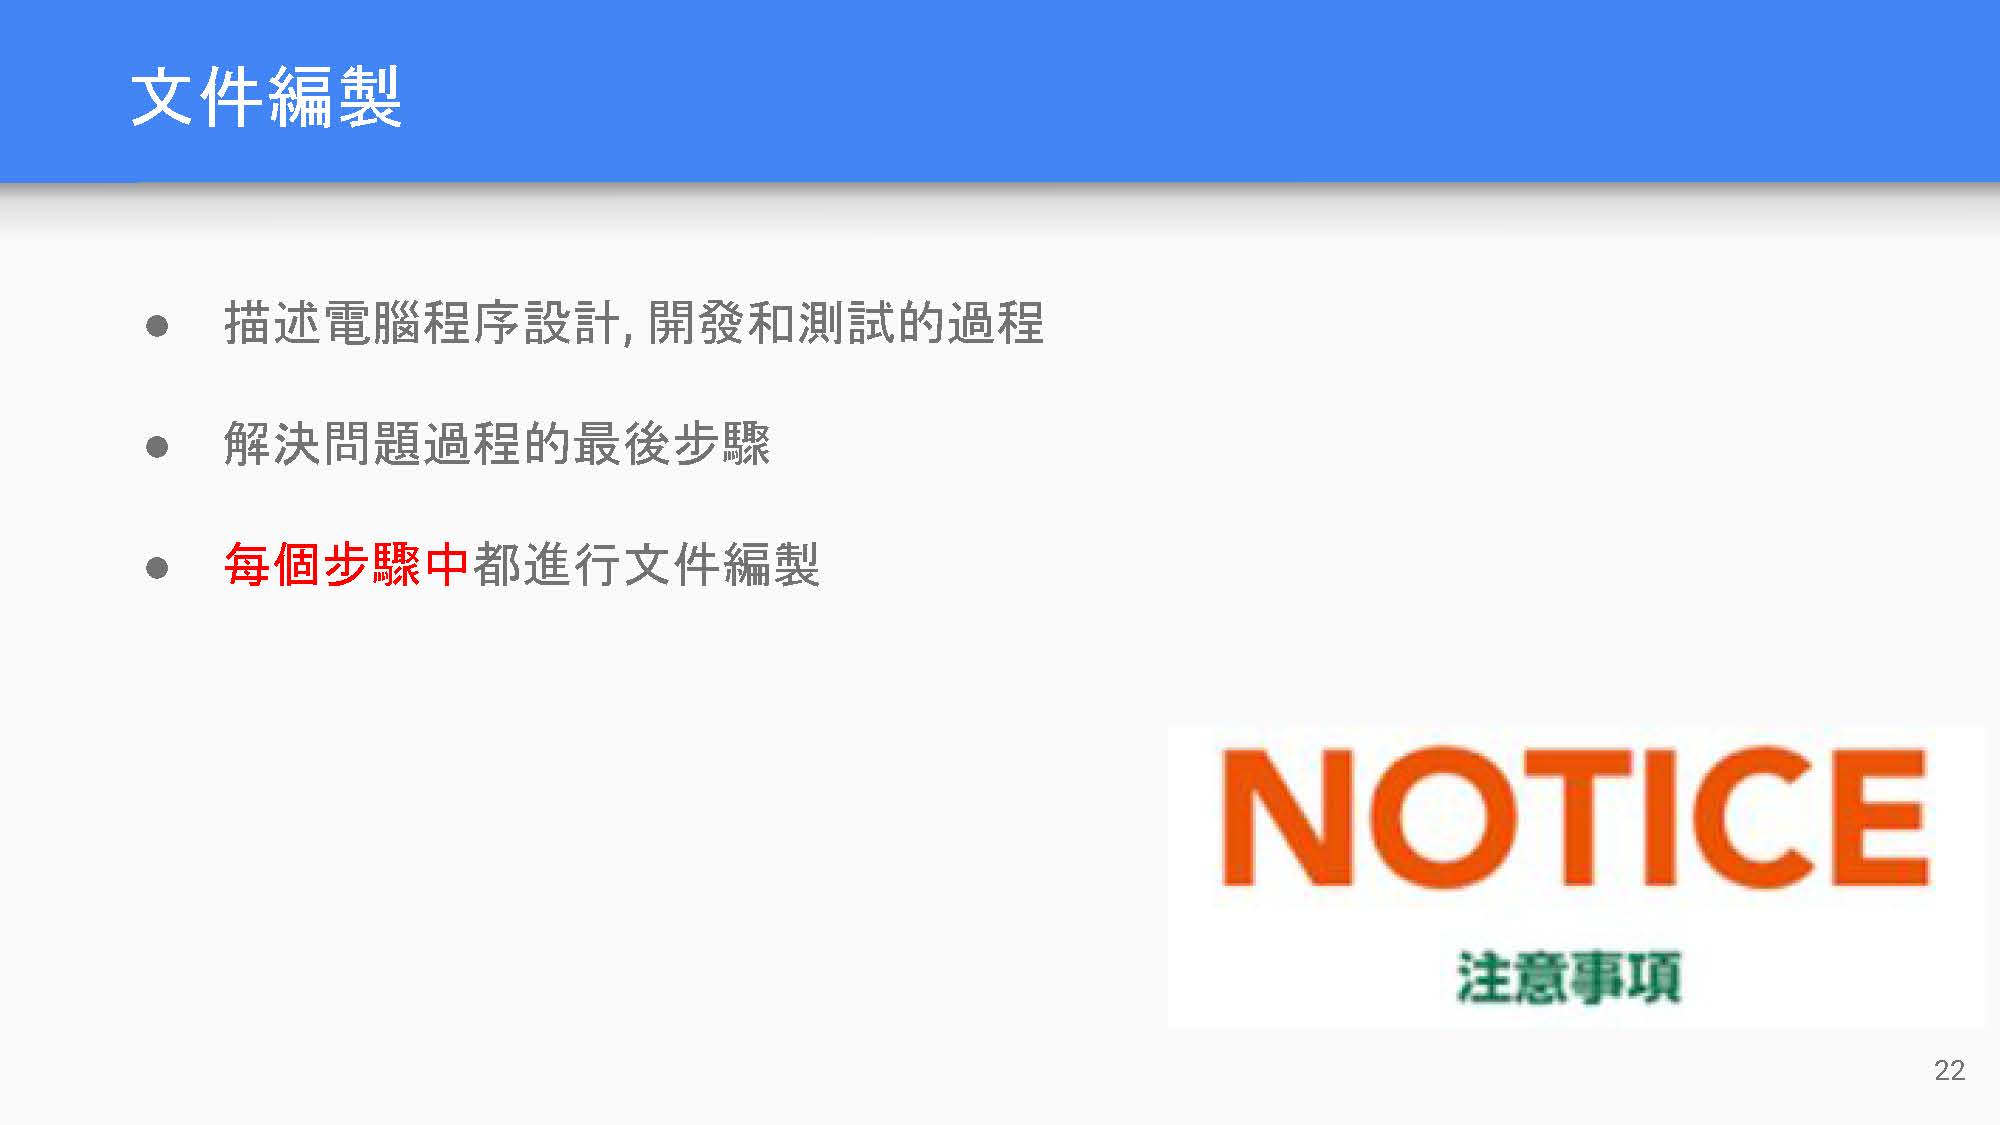 文件編製
● 描述電腦程序設計, 開發和測試的過程
● 解決問題過程的最後步驟
● 每個步驟中都進行文件編製
NOTICE
注意事項
22